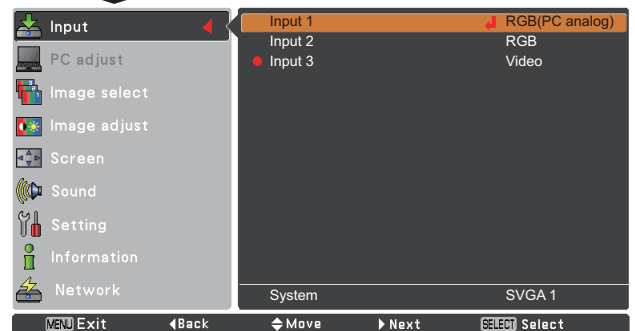 Input
PC adjust
Image select
Image adjust
Screen
Sound
Setting
Information
Network
Input 1 RGB(PC analog)
Input 2 RGB
Input 3 Video
System SVGA 1
MENU Exit Back Move Next SELECT Select